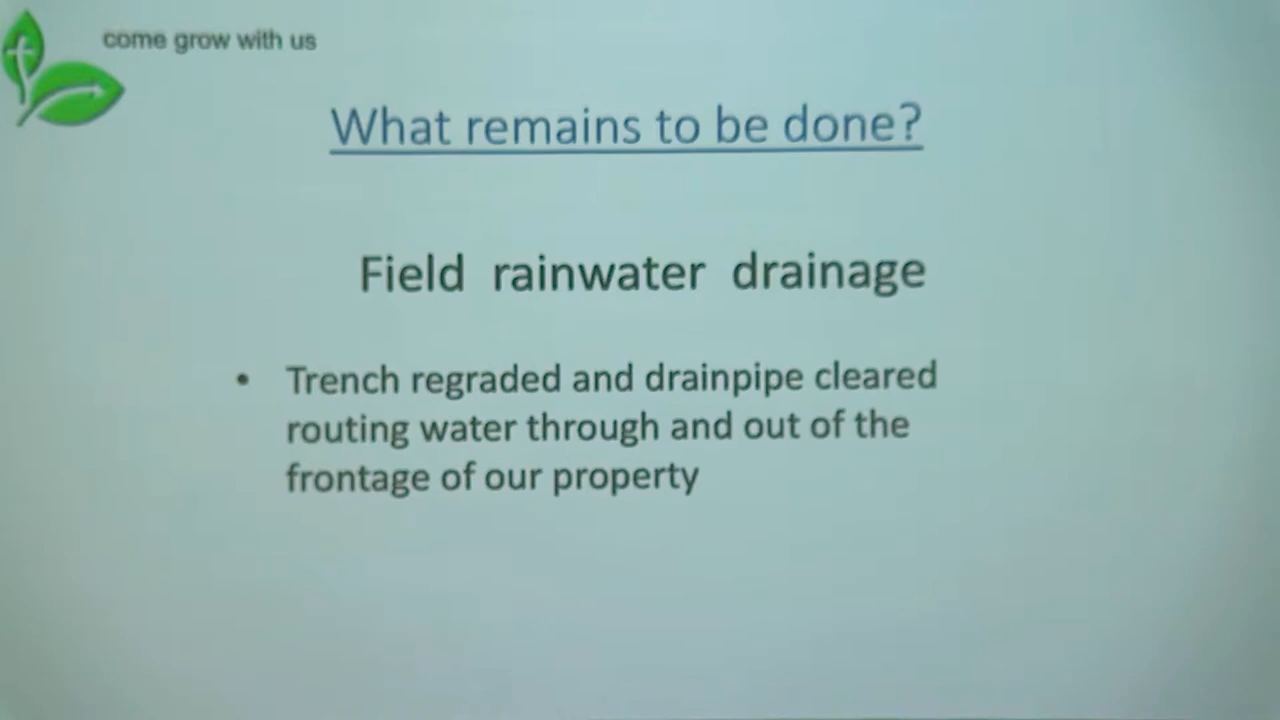 come grow with us
What remains to be done?
Field rainwater drainage
• Trench regraded and drainpipe cleared
routing water through and out of the
frontage of our property